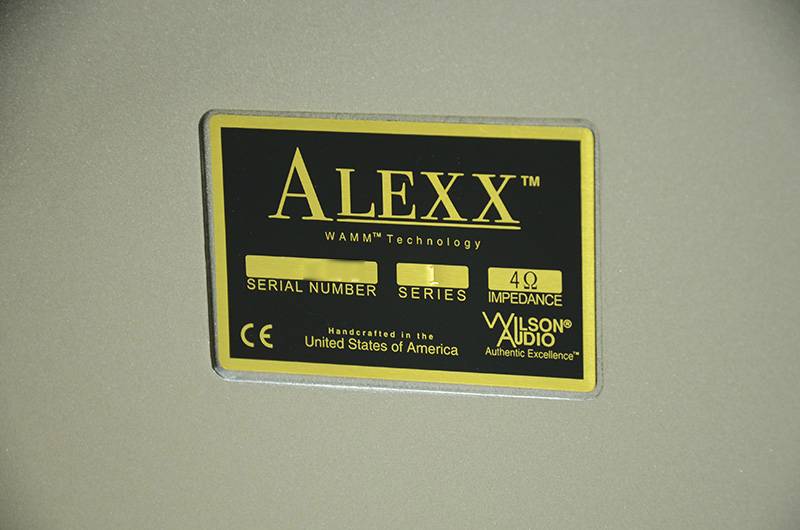 ALEXX™
WAMM™ Technology
SERIAL NUMBER
SERIES
4Ω
IMPEDANCE
CE
Handcrafted in the
United States of America
WILSON®
AUDIO
Authentic Excellence™